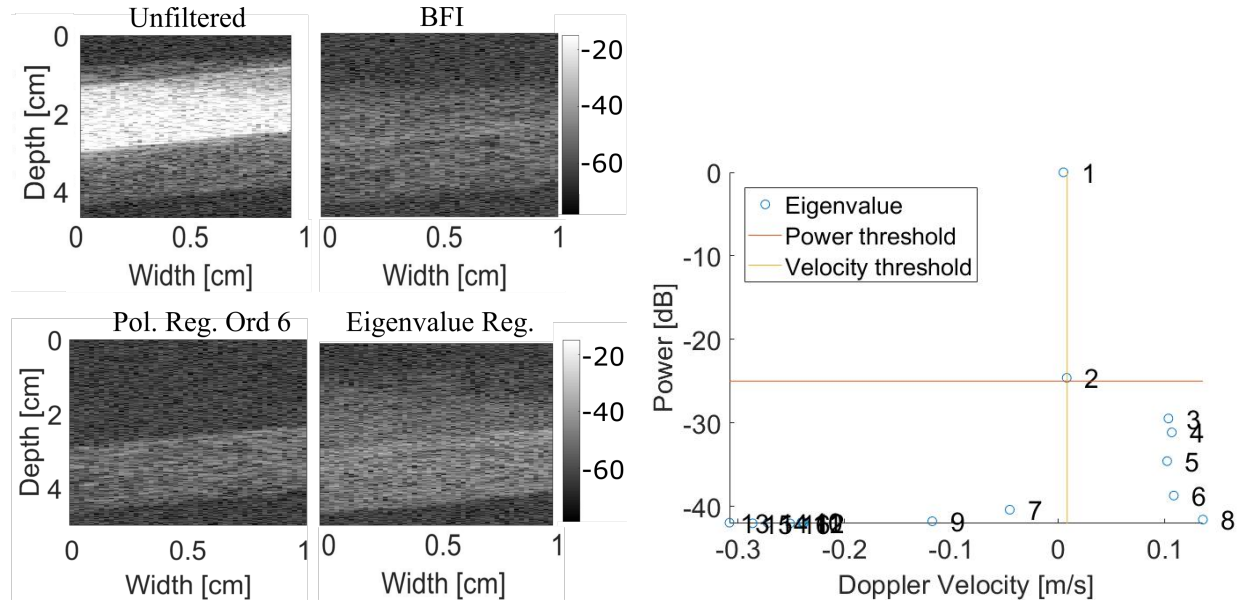 Unfiltered
BFI
0
2
4
Depth [cm]
0 0.5 1
Width [cm]
0 0.5 1
Width [cm]
-20
-40
-60
Pol. Reg. Ord 6
Eigenvalue Reg.
0
2
4
Depth [cm]
0 0.5 1
Width [cm]
0 0.5 1
Width [cm]
-20
-40
-60
0
-10
-20
-30
-40
Power [dB]
Eigenvalue
Power threshold
Velocity threshold
1
2
3
4
5
6
7
8
9
13
-0.3 -0.2 -0.1 0 0.1
Doppler Velocity [m/s]